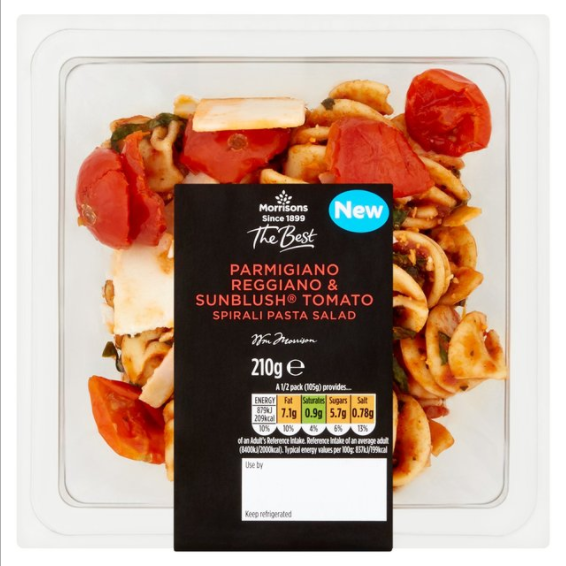 Morrisons
Since 1899
The Best
New
PARMIGIANO
REGGIANO &
SUNBLUSH® TOMATO
SPIRALI PASTA SALAD
Wm Morrison
210g ℮
A 1/2 pack (105g) provides...
ENERGY Fat Saturates Sugars Salt
879kJ 209kcal 7.1g 0.9g 5.7g 0.78g
10% 10% 4% 6% 13%
of an Adult's Reference Intake. Reference Intake of an average adult
(8400kJ/2000kcal). Typical energy values per 100g: 837kJ/199kcal
Use by
Keep refrigerated